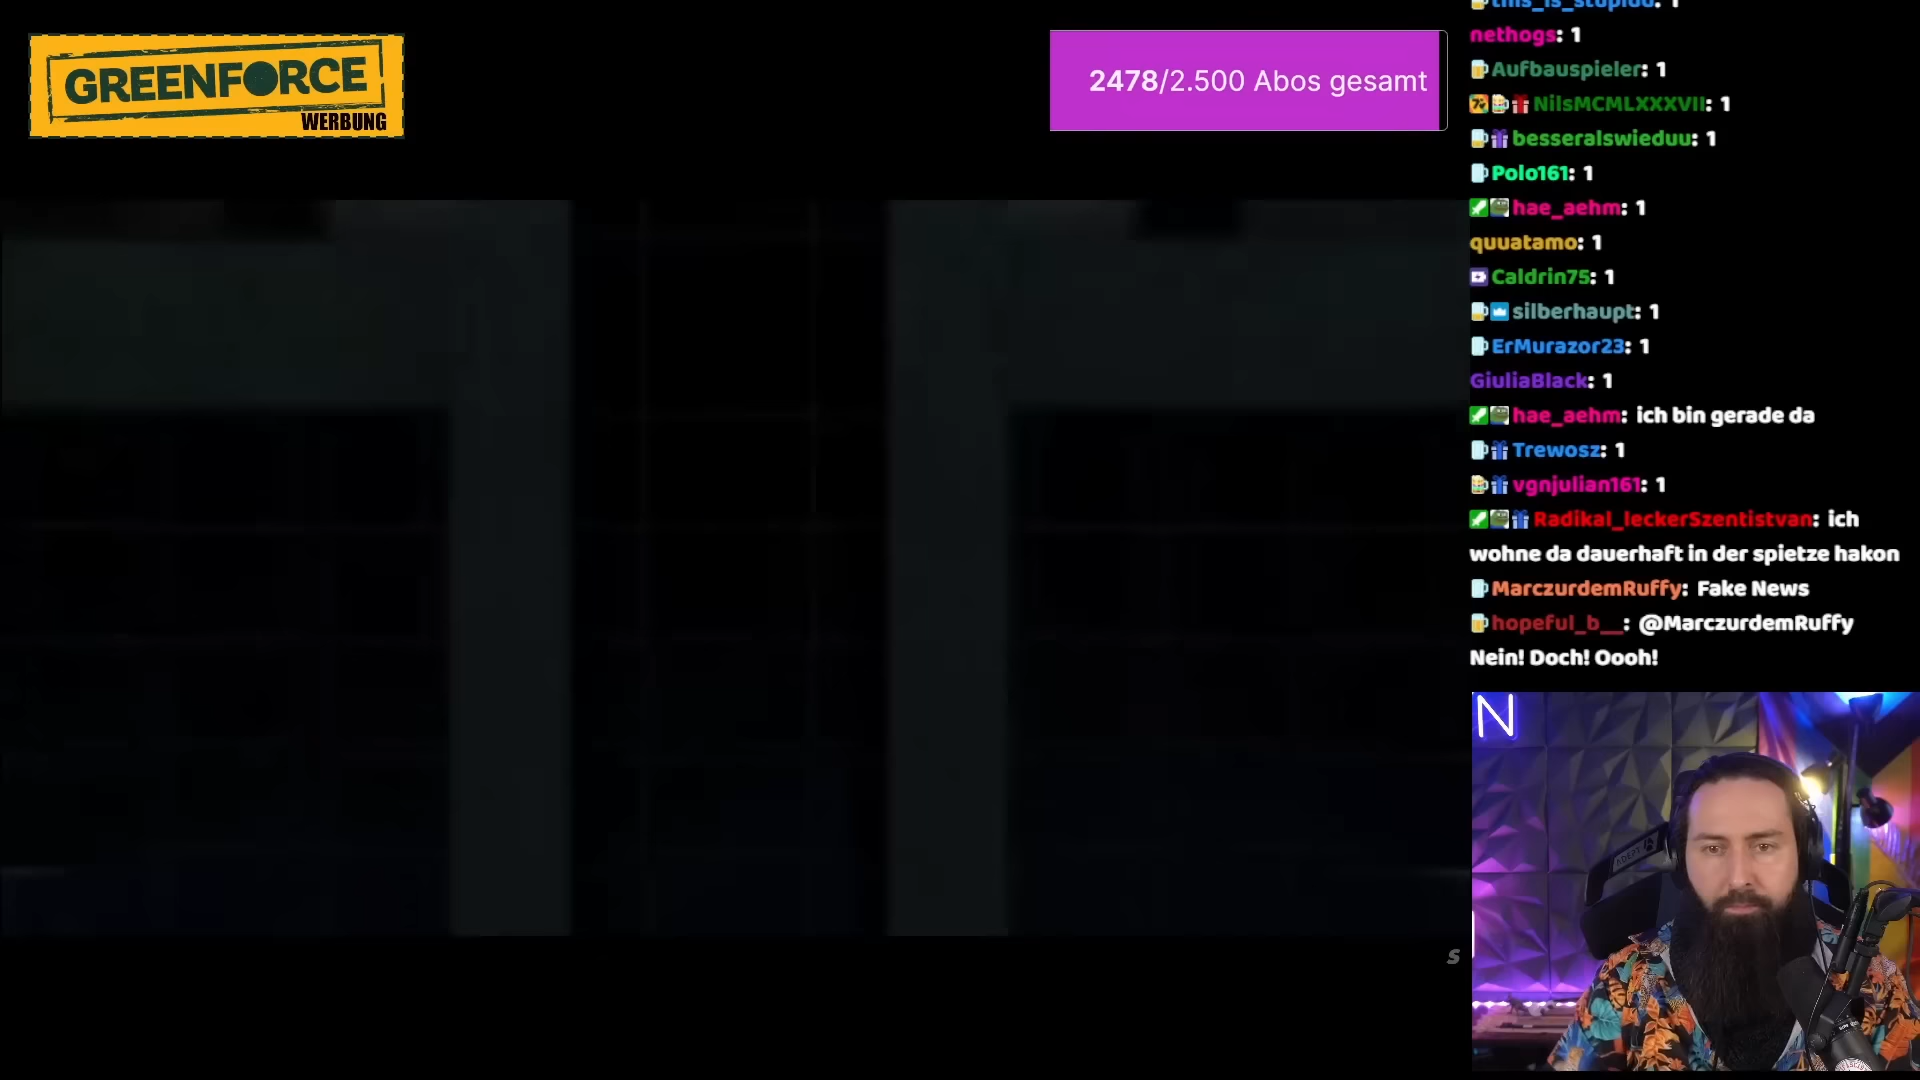 GREENFORCE
WERBUNG
2478/2.500 Abos gesamt
this_is_stupido: 1
nethogs: 1
Aufbauspieler: 1
NilsMCMLXXXVII: 1
besseralswieduu: 1
Polo161: 1
hae_aehm: 1
quuatamo: 1
Caldrin75: 1
silberhaupt: 1
ErMurazor23: 1
GiuliaBlack: 1
hae_aehm: ich bin gerade da
Trewosz: 1
vgnjulian161: 1
Radikal_leckerSzentistvan: ich
wohne da dauerhaft in der spietze hakon
MarczurdemRuffy: Fake News
hopeful_b__: @MarczurdemRuffy
Nein! Doch! Oooh!
N
S